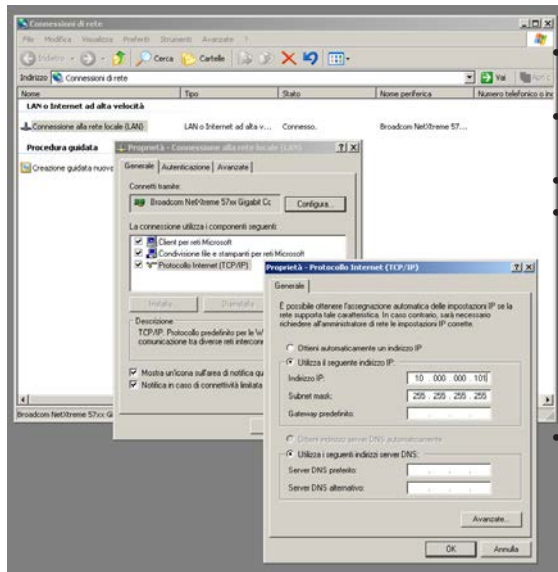 Connessioni di rete
File Modifica Visualizza Preferiti Strumenti Avanzate ?
Indietro Cerca Cartelle
Indirizzo Connessioni di rete Vai
Nome Tipo Stato Nome periferica Numero telefonico o
LAN o Internet ad alta velocità
Connessione alla rete locale (LAN) LAN o Internet ad alta v... Connesso. Broadcom NetXtreme 57...
Procedura guidata
Creazione guidata nuove
Proprietà - Connessione alla rete locale (LAN)
Generale Autenticazione Avanzate
Connetti tramite:
Broadcom NetXtreme 57xx Gigabit Cc Configura...
La connessione utilizza i componenti seguenti:
Client per reti Microsoft
Condivisione file e stampanti per reti Microsoft
Protocollo Internet (TCP/IP)
Installa... Disinstalla
Descrizione
TCP/IP. Protocollo predefinito per le W
comunicazione tra diverse reti interconn
Mostra un'icona sull'area di notifica qu
Notifica in caso di connettività limitata
Broadcom NetXtreme 57xx G
Proprietà - Protocollo Internet (TCP/IP)
Generale
È possibile ottenere l'assegnazione automatica delle impostazioni IP se la
rete supporta tale caratteristica. In caso contrario, sarà necessario
richiedere all'amministratore di rete le impostazioni IP corrette.
Ottieni automaticamente un indirizzo IP
Utilizza il seguente indirizzo IP:
Indirizzo IP: 10 . 000 . 000 . 101
Subnet mask: 255 . 255 . 255 . 255
Gateway predefinito: . . .
Ottieni indirizzo server DNS automaticamente
Utilizza i seguenti indirizzi server DNS:
Server DNS preferito: . . .
Server DNS alternativo: . . .
Avanzate...
OK Annulla